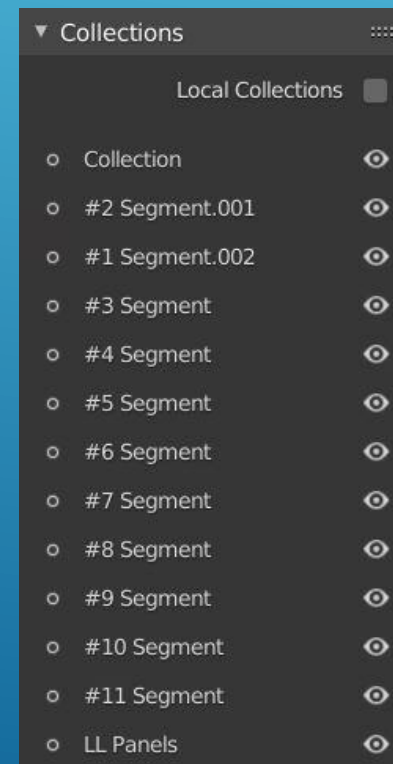 Collections
Local Collections
Collection
#2 Segment.001
#1 Segment.002
#3 Segment
#4 Segment
#5 Segment
#6 Segment
#7 Segment
#8 Segment
#9 Segment
#10 Segment
#11 Segment
LL Panels